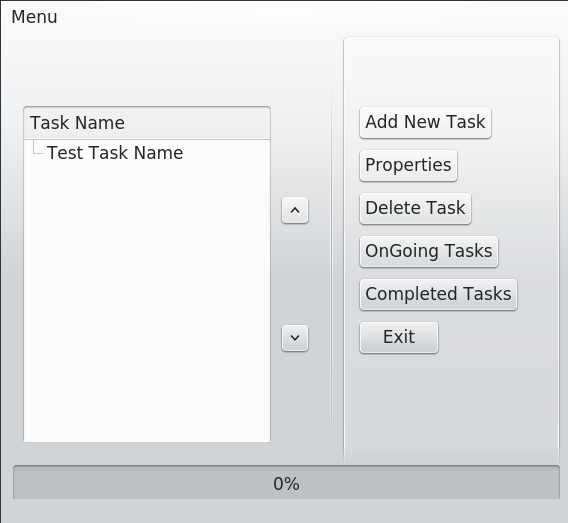 Menu
Task Name
Test Task Name
Add New Task
Properties
Delete Task
OnGoing Tasks
Completed Tasks
Exit
0%